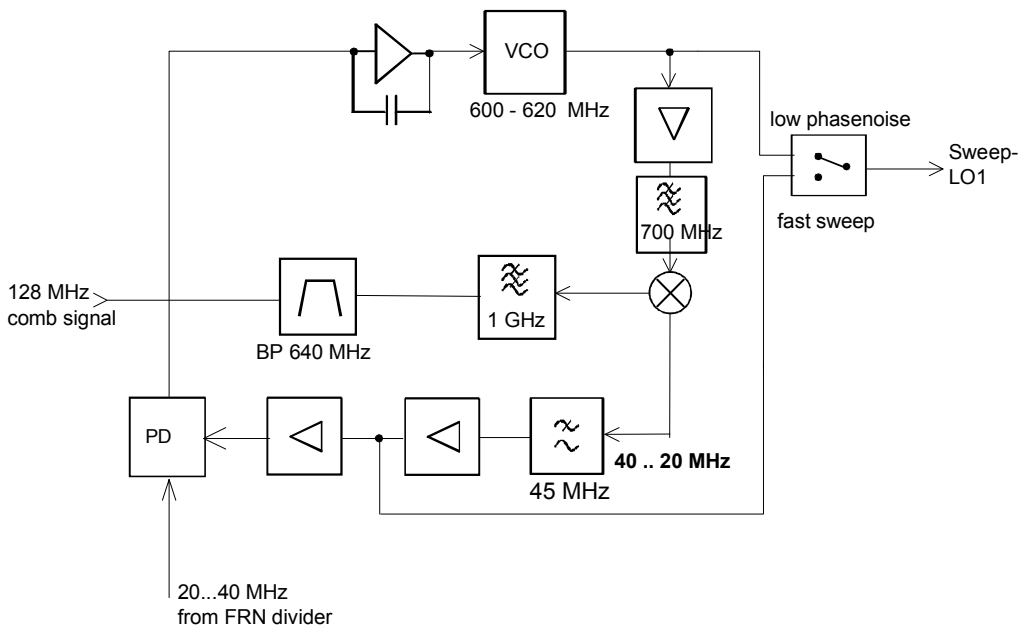 VCO
600 - 620 MHz
low phasenoise
Sweep-
LO1
fast sweep
700 MHz
128 MHz
comb signal
1 GHz
BP 640 MHz
PD
40 .. 20 MHz
45 MHz
20...40 MHz
from FRN divider